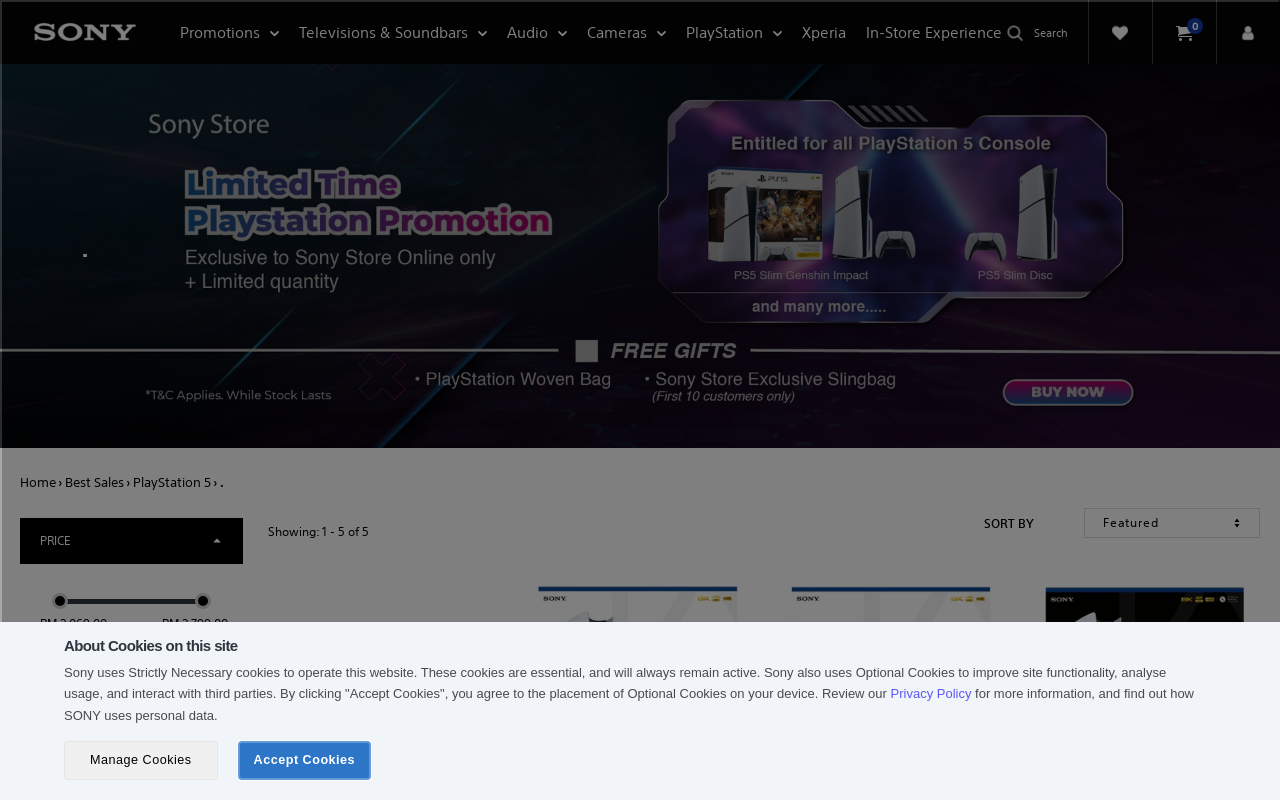 SONY
Promotions
Televisions & Soundbars
Audio
Cameras
PlayStation
Xperia
In-Store Experience
Search
0
Sony Store
Limited Time
Playstation Promotion
Exclusive to Sony Store Online only
+ Limited quantity
Entitled for all PlayStation 5 Console
PS5 Slim Genshin Impact
PS5 Slim Disc
and many more.....
FREE GIFTS
• PlayStation Woven Bag
• Sony Store Exclusive Slingbag
(First 10 customers only)
*T&C Applies. While Stock Lasts
BUY NOW
Home › Best Sales › PlayStation 5 › .
PRICE
Showing: 1 - 5 of 5
SORT BY
Featured
SONY
SONY
SONY
About Cookies on this site
Sony uses Strictly Necessary cookies to operate this website. These cookies are essential, and will always remain active. Sony also uses Optional Cookies to improve site functionality, analyse
usage, and interact with third parties. By clicking "Accept Cookies", you agree to the placement of Optional Cookies on your device. Review our Privacy Policy for more information, and find out how
SONY uses personal data.
Manage Cookies
Accept Cookies